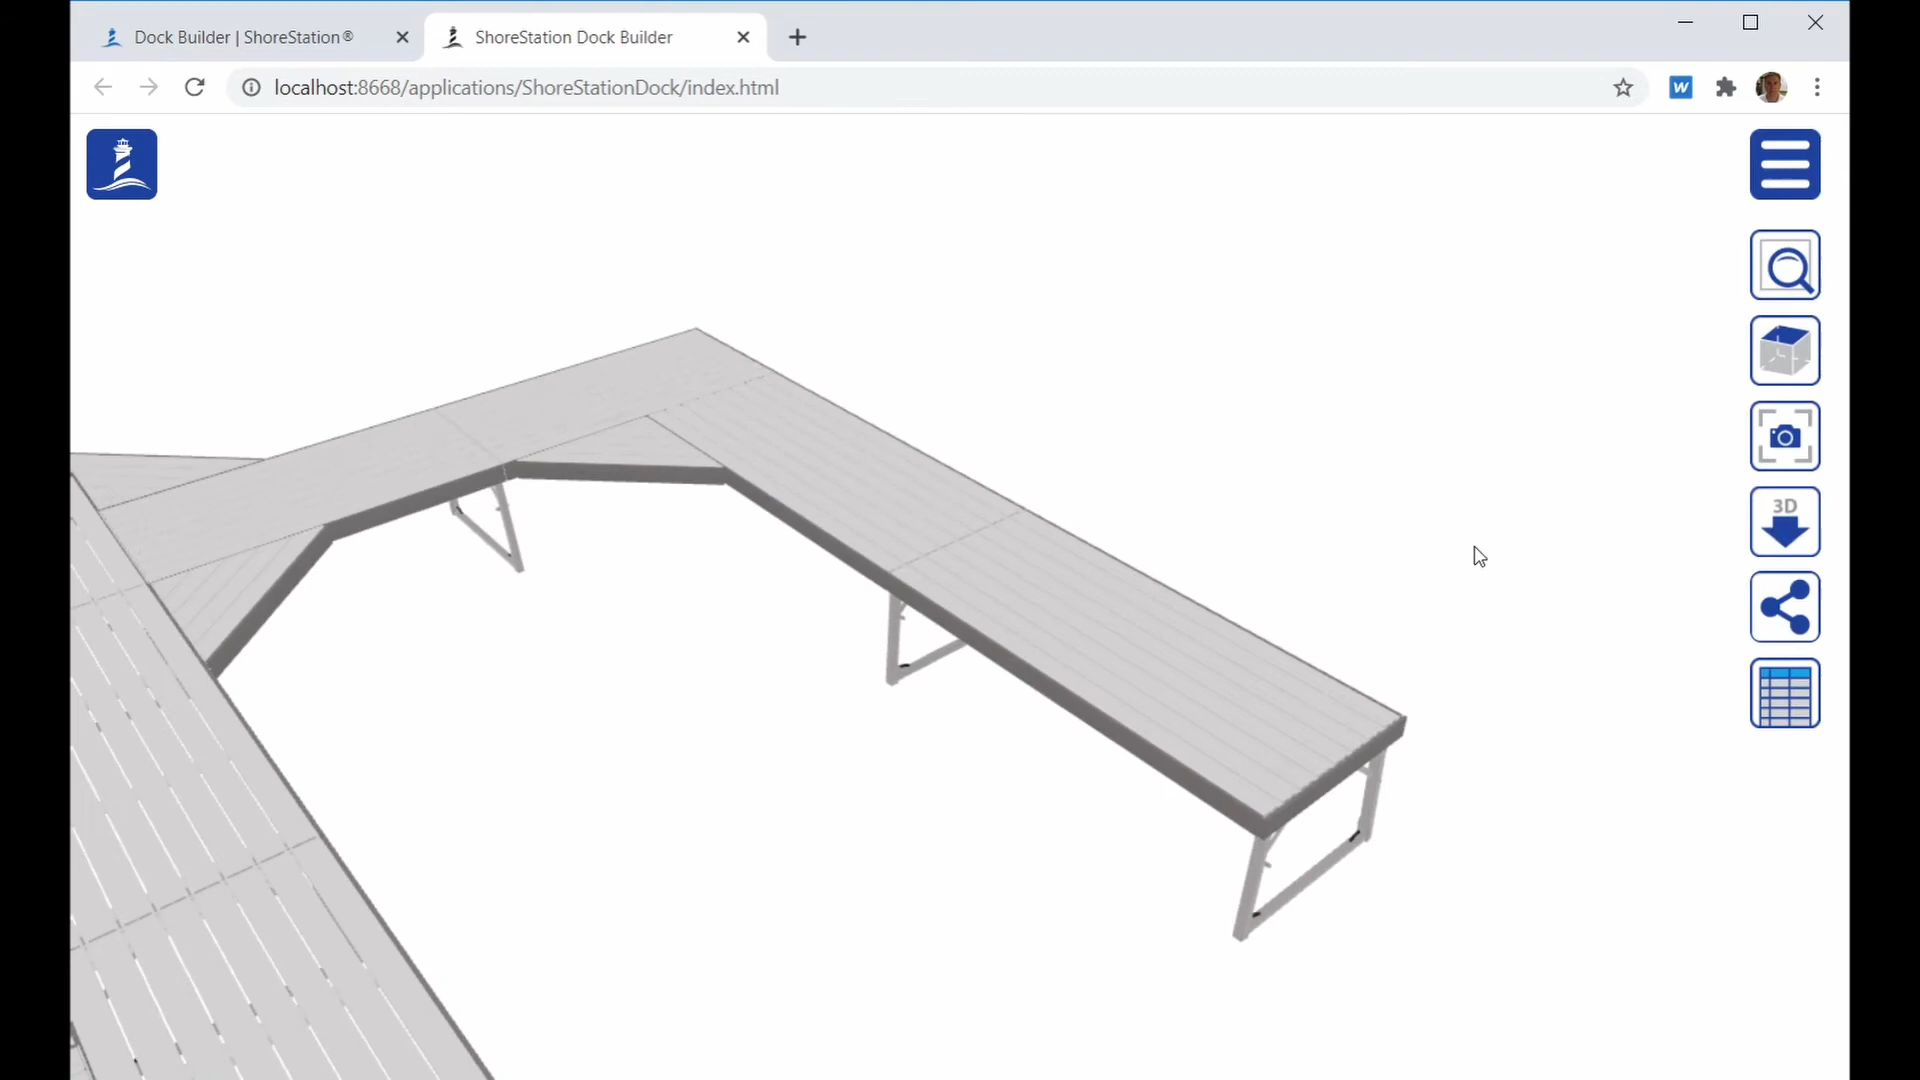 Dock Builder | ShoreStation®
ShoreStation Dock Builder
localhost:8668/applications/ShoreStationDock/index.html
W
3D